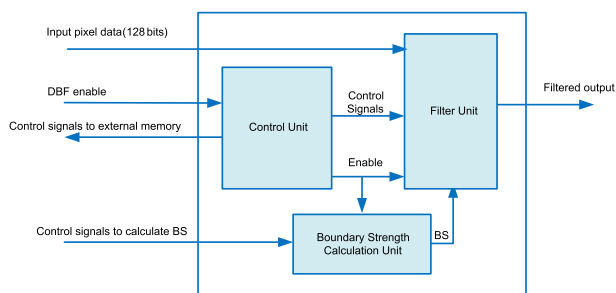 Input pixel data(128 bits)
DBF enable
Control signals to external memory
Control Unit
Control
Signals
Filter Unit
Filtered output
Enable
Control signals to calculate BS
Boundary Strength
Calculation Unit
BS